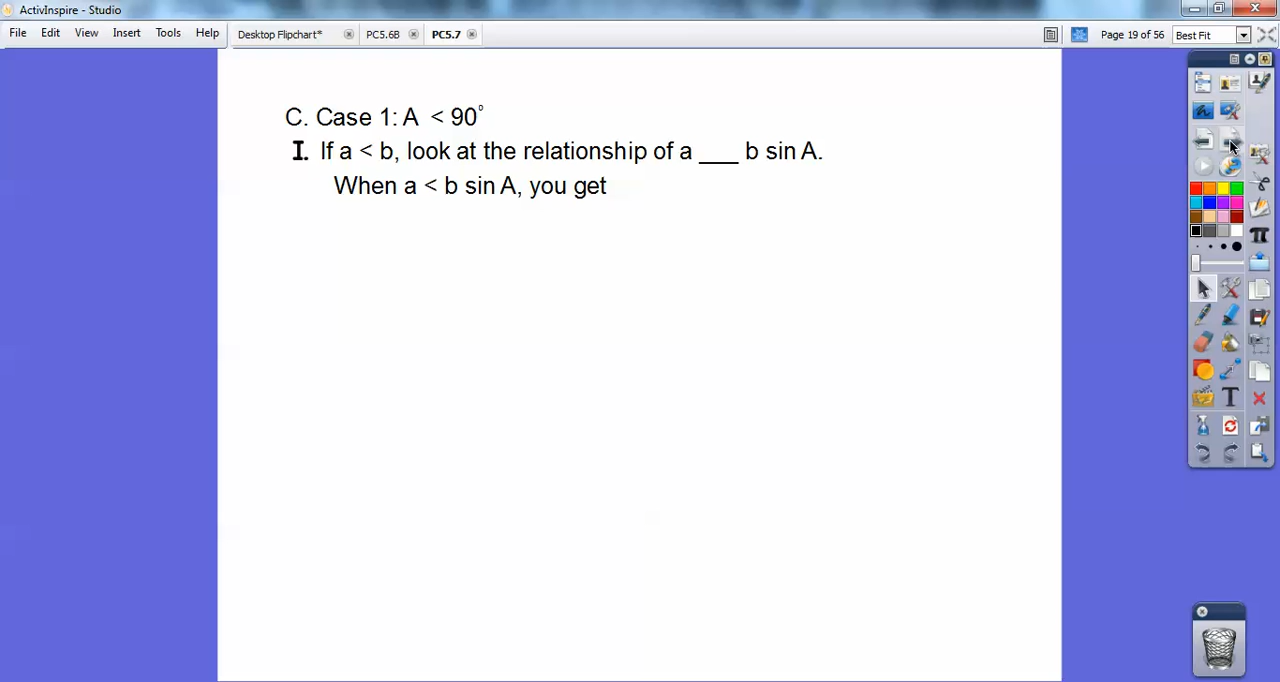 ActivInspire - Studio
File Edit View Insert Tools Help
Desktop Flipchart* PC5.6B PC5.7
Page 19 of 56 Best Fit
C. Case 1: A < 90°
I. If a < b, look at the relationship of a ___ b sin A.
When a < b sin A, you get